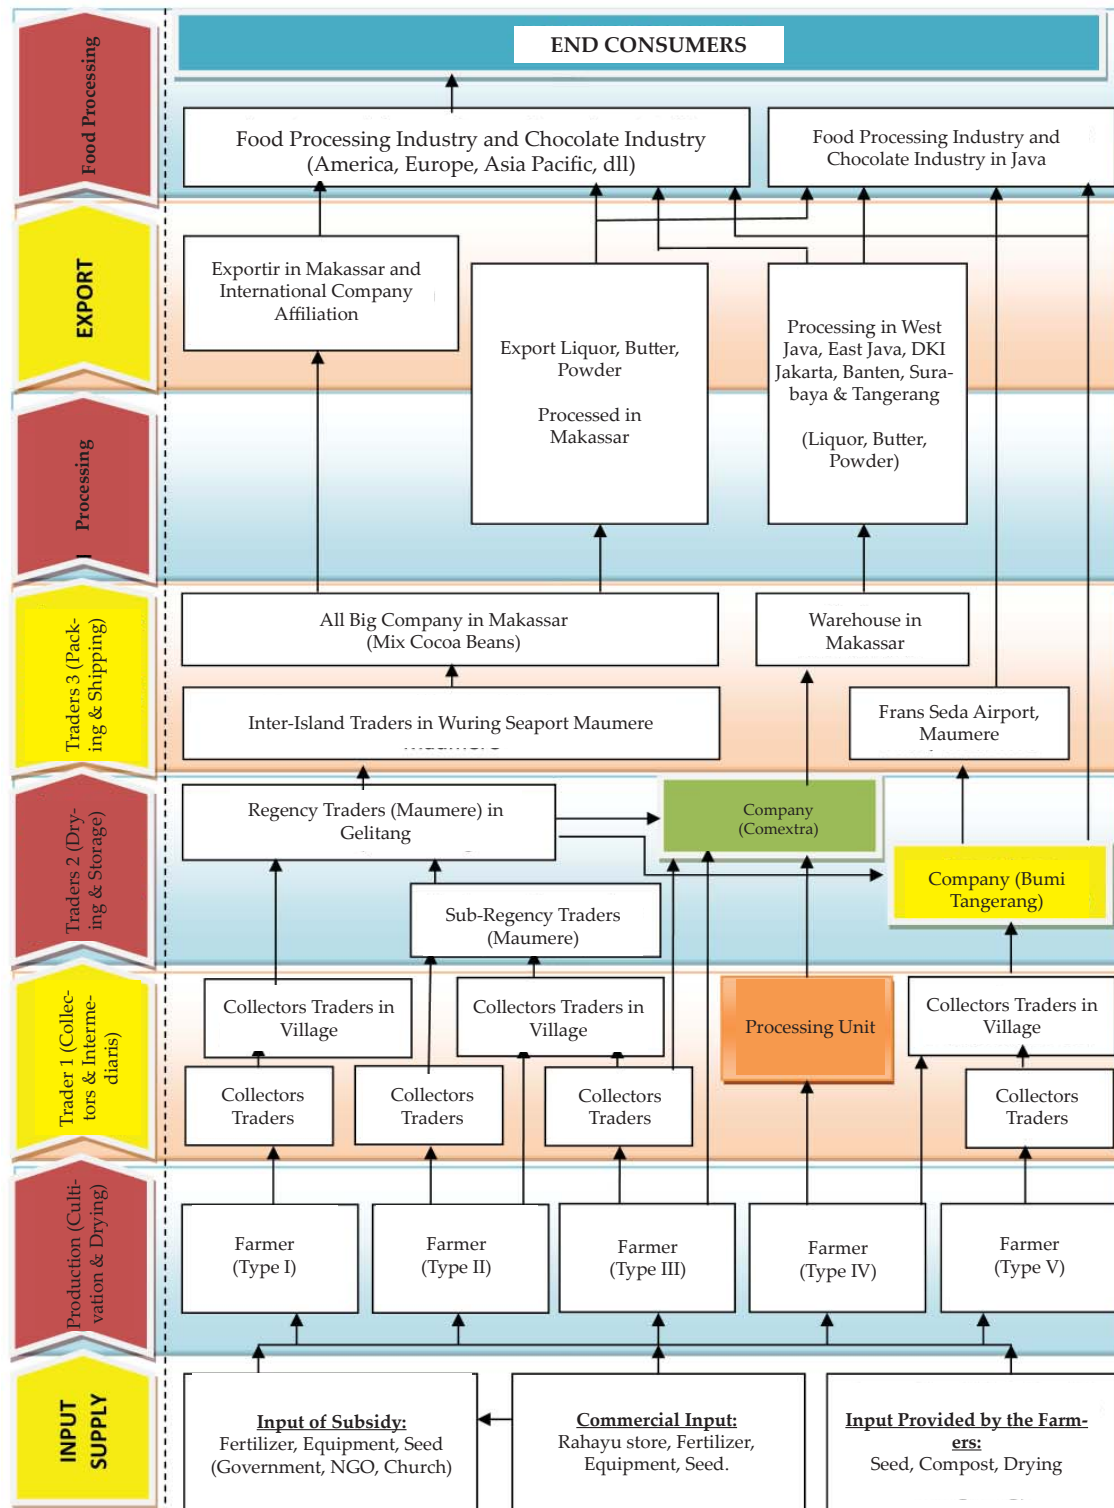 END CONSUMERS
Food Processing
Food Processing Industry and Chocolate Industry
(America, Europe, Asia Pacific, dll)
Food Processing Industry and
Chocolate Industry in Java
EXPORT
Exportir in Makassar and
International Company
Affiliation
Export Liquor, Butter,
Powder
Processed in
Makassar
Processing in West
Java, East Java, DKI
Jakarta, Banten, Sura-
baya & Tangerang
(Liquor, Butter,
Powder)
Processing
Traders 3 (Pack-
ing & Shipping)
All Big Company in Makassar
(Mix Cocoa Beans)
Warehouse in
Makassar
Inter-Island Traders in Wuring Seaport Maumere
Frans Seda Airport,
Maumere
Traders 2 (Dry-
ing & Storage)
Regency Traders (Maumere) in
Gelitang
Company
(Comextra)
Company (Bumi
Tangerang)
Sub-Regency Traders
(Maumere)
Trader 1 (Collec-
tors & Interme-
diaris)
Collectors Traders in
Village
Collectors Traders in
Village
Processing Unit
Collectors Traders in
Village
Collectors
Traders
Collectors
Traders
Collectors
Traders
Collectors
Traders
Production (Culti-
vation & Drying)
Farmer
(Type I)
Farmer
(Type II)
Farmer
(Type III)
Farmer
(Type IV)
Farmer
(Type V)
INPUT
SUPPLY
Input of Subsidy:
Fertilizer, Equipment, Seed
(Government, NGO, Church)
Commercial Input:
Rahayu store, Fertilizer,
Equipment, Seed.
Input Provided by the Farm-
ers:
Seed, Compost, Drying